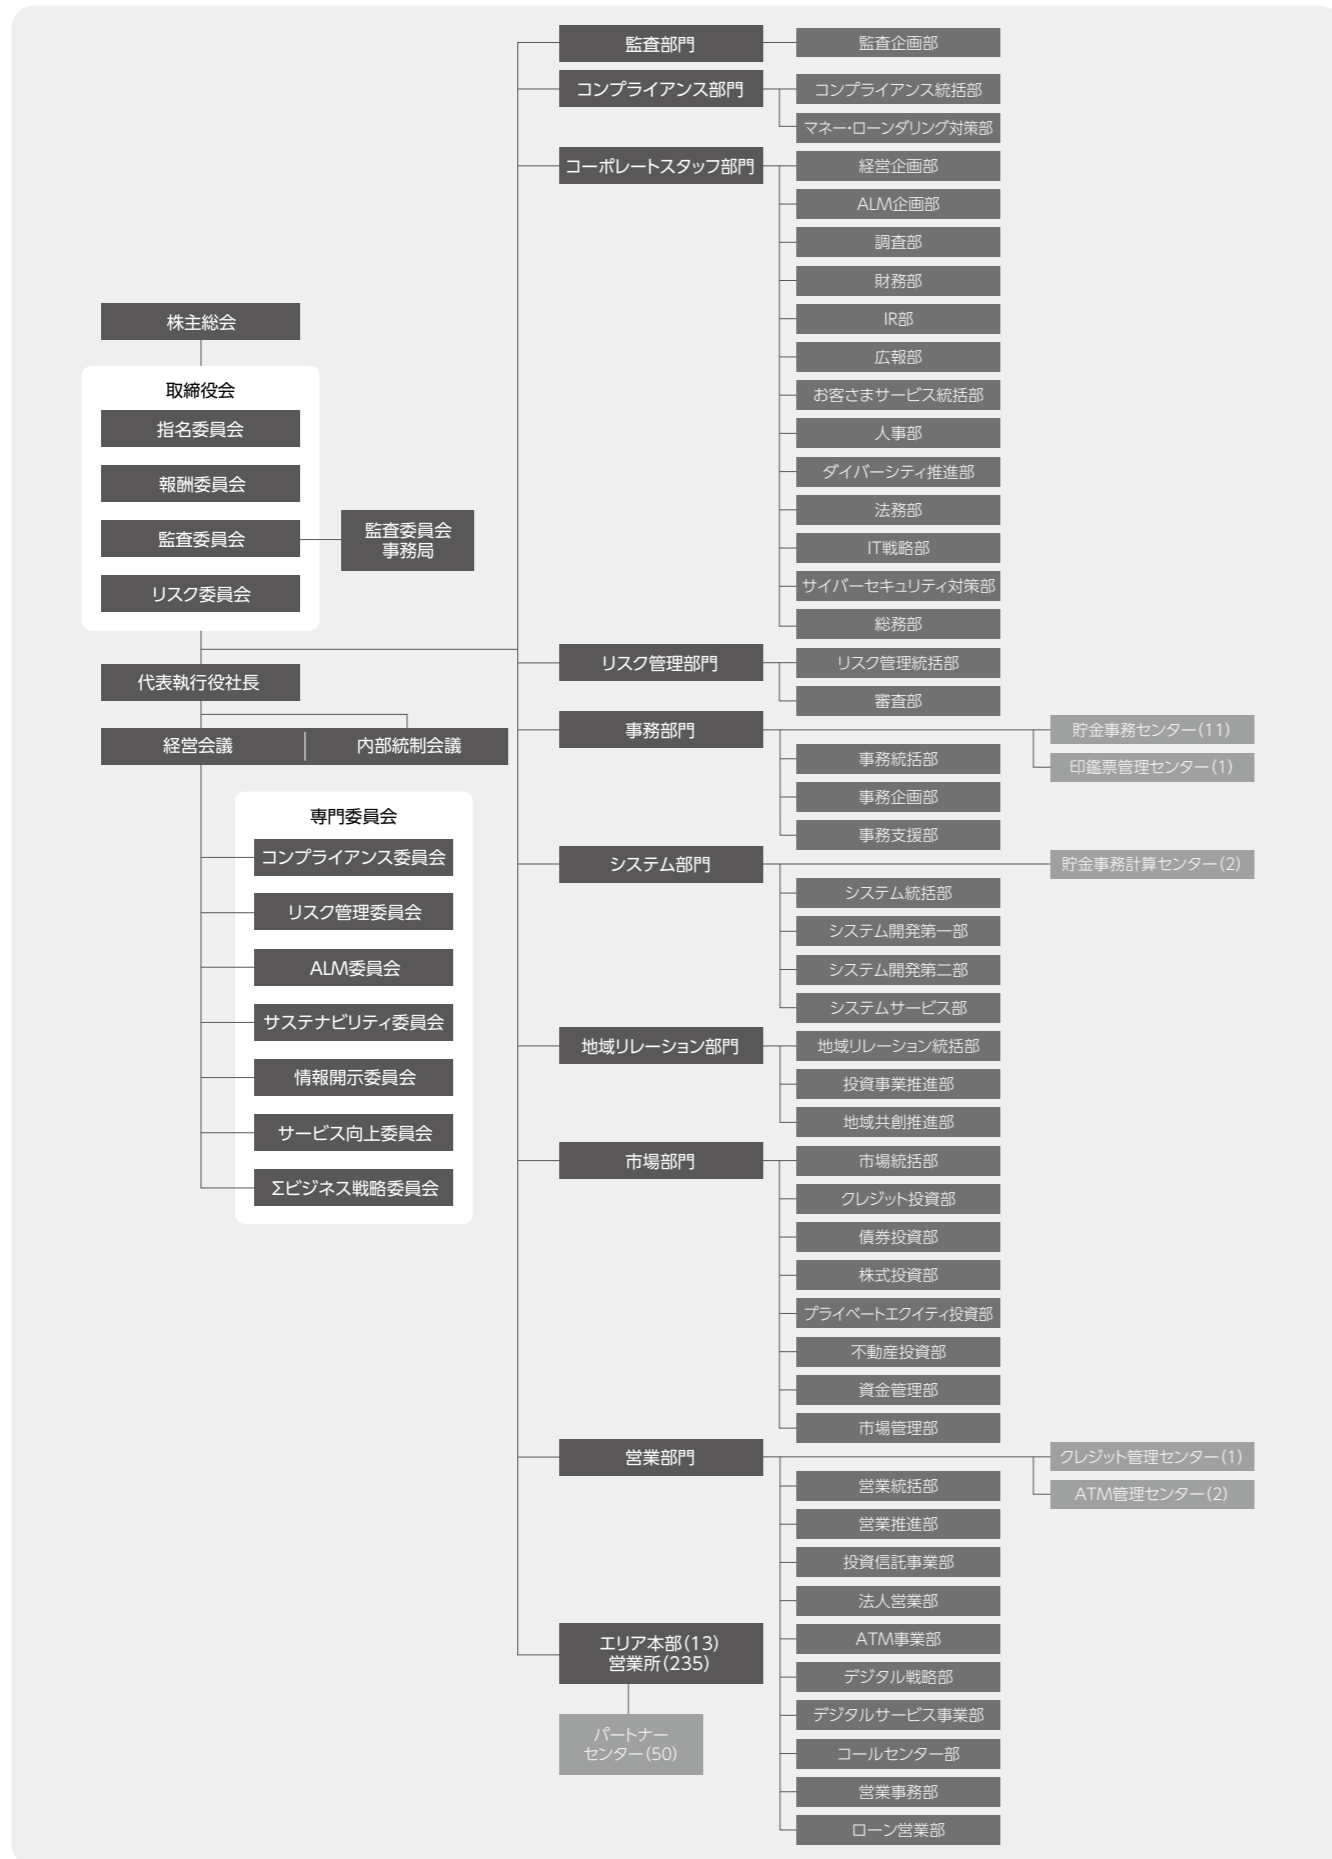 株主総会
取締役会
指名委員会
報酬委員会
監査委員会
監査委員会
事務局
リスク委員会
代表執行役社長
経営会議
内部統制会議
専門委員会
コンプライアンス委員会
リスク管理委員会
ALM委員会
サステナビリティ委員会
情報開示委員会
サービス向上委員会
Σビジネス戦略委員会
監査部門
監査企画部
コンプライアンス部門
コンプライアンス統括部
マネー・ローンダリング対策部
コーポレートスタッフ部門
経営企画部
ALM企画部
調査部
財務部
IR部
広報部
お客さまサービス統括部
人事部
ダイバーシティ推進部
法務部
IT戦略部
サイバーセキュリティ対策部
総務部
リスク管理部門
リスク管理統括部
審査部
事務部門
貯金事務センター(11)
印鑑票管理センター(1)
事務統括部
事務企画部
事務支援部
システム部門
貯金事務計算センター(2)
システム統括部
システム開発第一部
システム開発第二部
システムサービス部
地域リレーション部門
地域リレーション統括部
投資事業推進部
地域共創推進部
市場部門
市場統括部
クレジット投資部
債券投資部
株式投資部
プライベートエクイティ投資部
不動産投資部
資金管理部
市場管理部
営業部門
クレジット管理センター(1)
ATM管理センター(2)
営業統括部
営業推進部
投資信託事業部
法人営業部
ATM事業部
デジタル戦略部
デジタルサービス事業部
コールセンター部
営業事務部
ローン営業部
エリア本部(13)
営業所(235)
パートナー
センター(50)